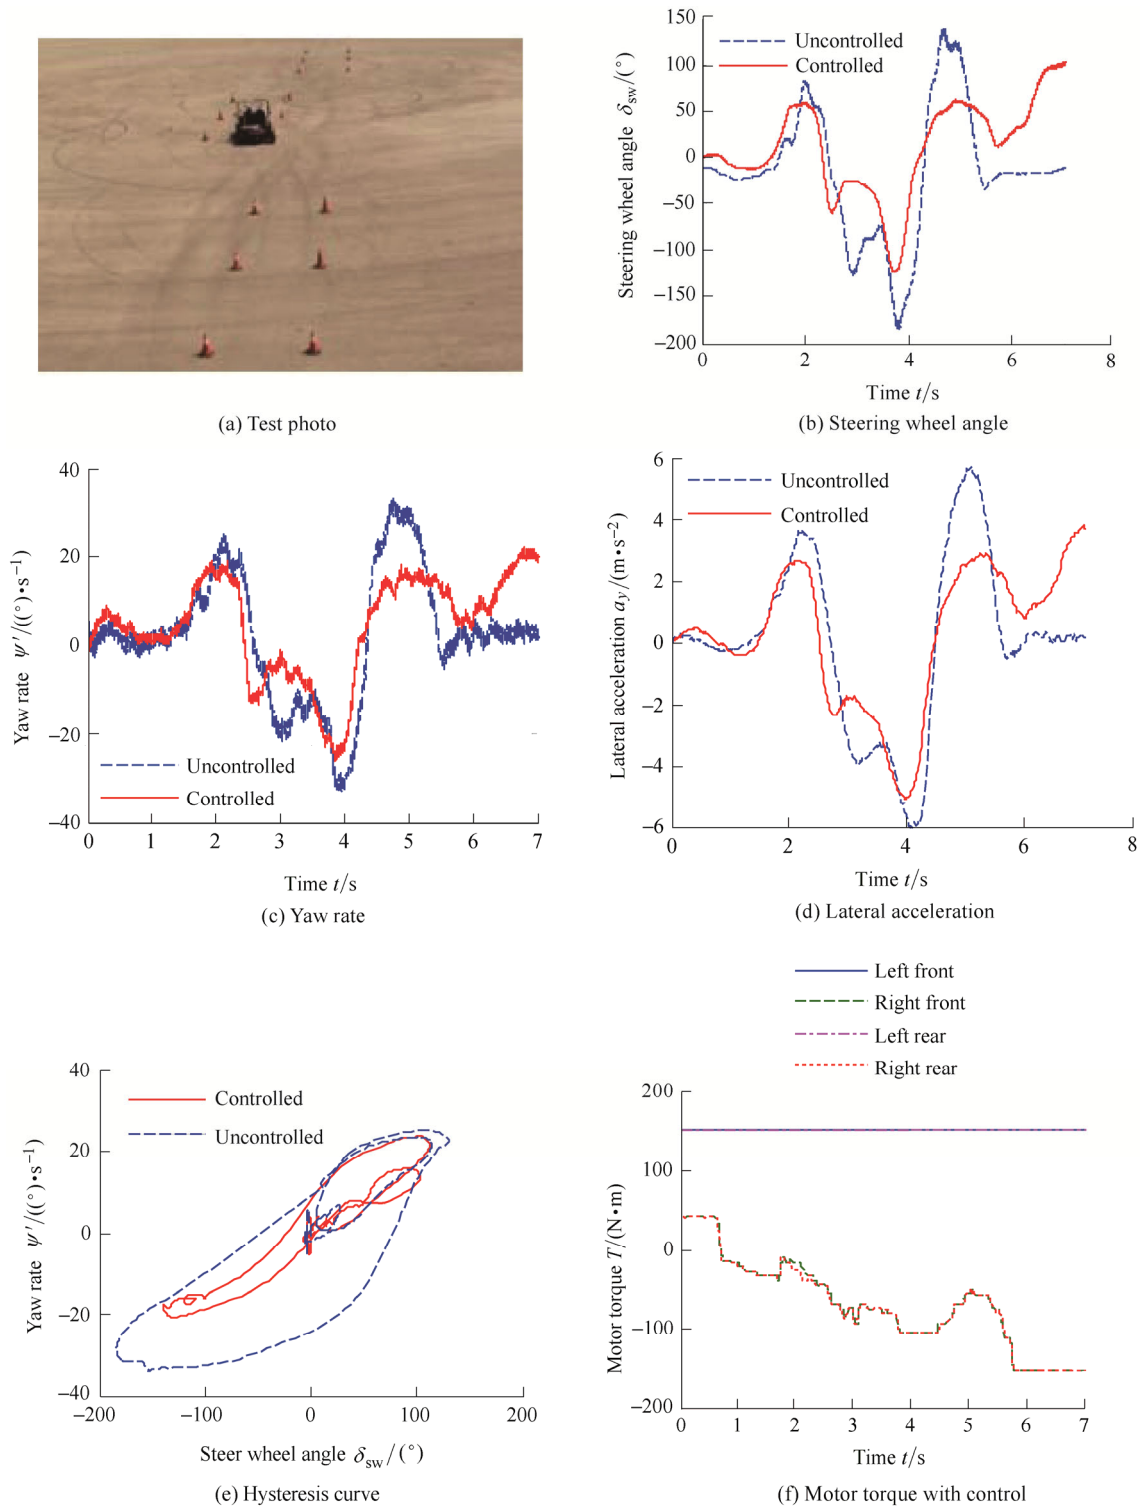 (a) Test photo
150
100
50
0
−50
−100
−150
−200
0
2
4
6
8
Steering wheel angle δsw/(°)
Uncontrolled
Controlled
Time t/s
(b) Steering wheel angle
40
20
0
−20
−40
0
1
2
3
4
5
6
7
Yaw rate ψ′/((°)•s−1)
Uncontrolled
Controlled
Time t/s
(c) Yaw rate
6
4
2
0
−2
−4
−6
0
2
4
6
8
Lateral acceleration ay/(m•s−2)
Uncontrolled
Controlled
Time t/s
(d) Lateral acceleration
40
20
0
−20
−40
−200
−100
0
100
200
Yaw rate ψ′/((°)•s−1)
Controlled
Uncontrolled
Steer wheel angle δsw/(°)
(e) Hysteresis curve
Left front
Right front
Left rear
Right rear
200
150
100
50
0
−50
−100
−150
−200
0
1
2
3
4
5
6
7
Motor torque T/(N•m)
Time t/s
(f) Motor torque with control